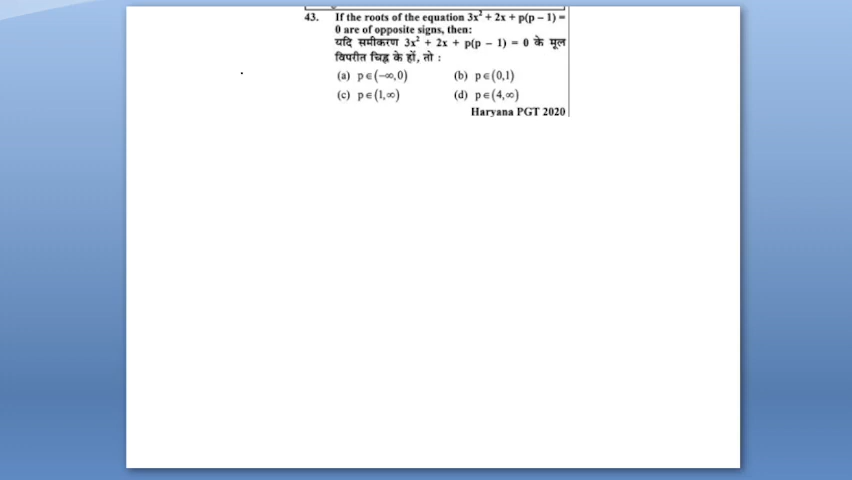 43. If the roots of the equation 3x² + 2x + p(p – 1) =
0 are of opposite signs, then:
यदि समीकरण 3x² + 2x + p(p – 1) = 0 के मूल
विपरीत चिह्न के हों, तो :
(a) p∈(–∞,0) (b) p∈(0,1)
(c) p∈(1,∞) (d) p∈(4,∞)
Haryana PGT 2020